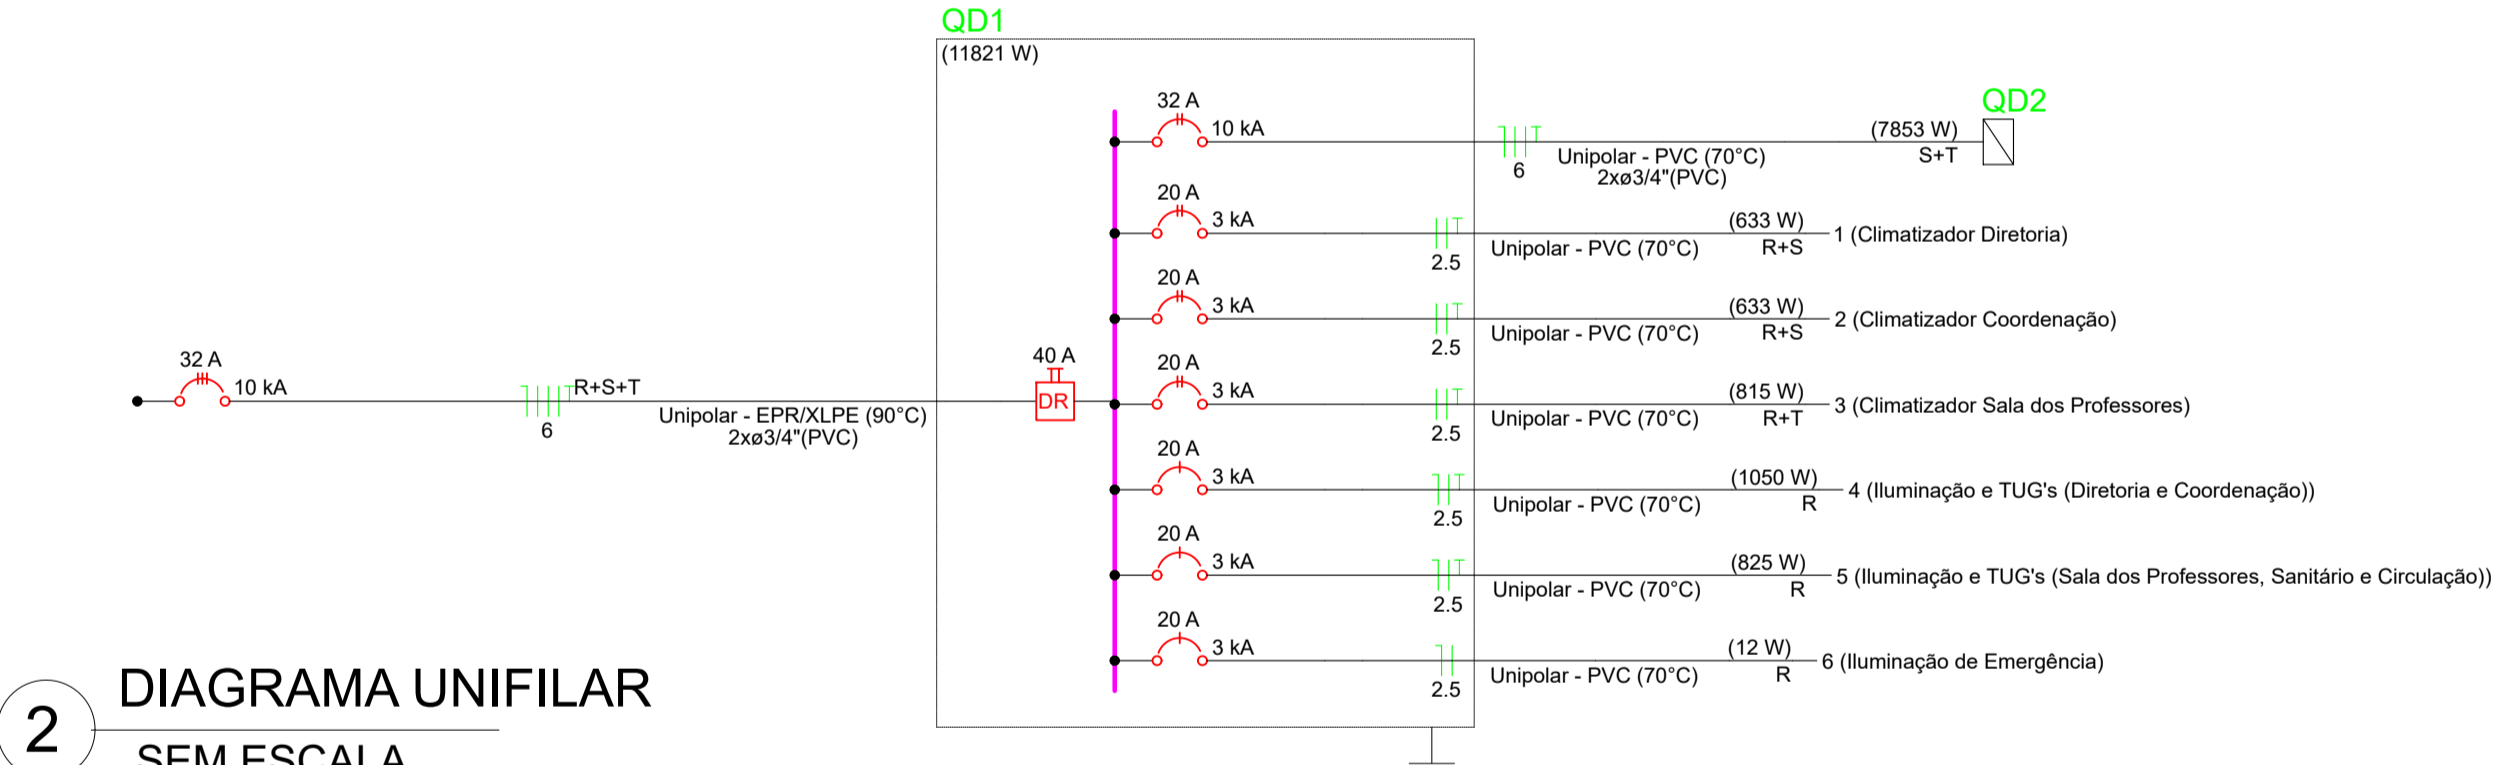 QD1
(11821 W)
32 A
10 kA
6
Unipolar - PVC (70°C)
2xø3/4"(PVC)
(7853 W)
S+T
QD2
20 A
3 kA
2.5
Unipolar - PVC (70°C)
(633 W)
R+S
1 (Climatizador Diretoria)
20 A
3 kA
2.5
Unipolar - PVC (70°C)
(633 W)
R+S
2 (Climatizador Coordenação)
32 A
10 kA
6
R+S+T
Unipolar - EPR/XLPE (90°C)
2xø3/4"(PVC)
40 A
DR
20 A
3 kA
2.5
Unipolar - PVC (70°C)
(815 W)
R+T
3 (Climatizador Sala dos Professores)
20 A
3 kA
2.5
Unipolar - PVC (70°C)
(1050 W)
R
4 (Iluminação e TUG's (Diretoria e Coordenação))
20 A
3 kA
2.5
Unipolar - PVC (70°C)
(825 W)
R
5 (Iluminação e TUG's (Sala dos Professores, Sanitário e Circulação))
20 A
3 kA
2.5
Unipolar - PVC (70°C)
(12 W)
R
6 (Iluminação de Emergência)
2
DIAGRAMA UNIFILAR
SEM ESCALA